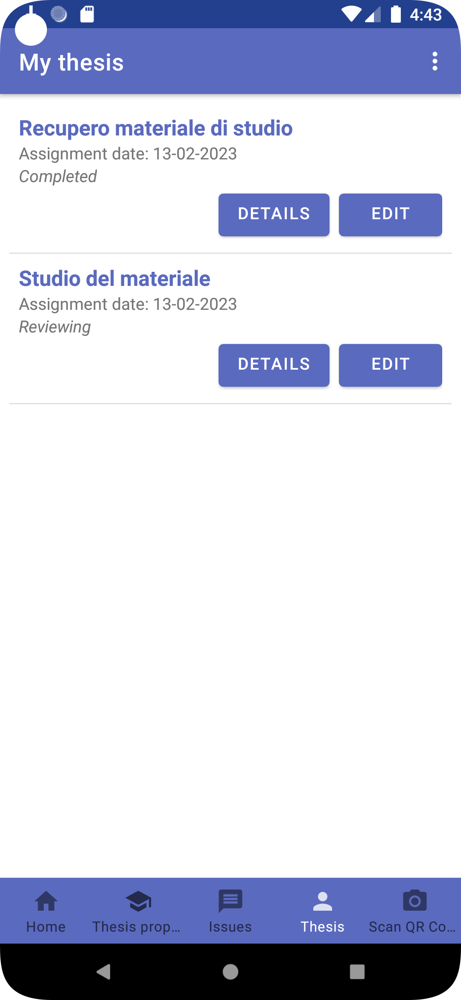 4:43
My thesis
Recupero materiale di studio
Assignment date: 13-02-2023
Completed
DETAILS EDIT
Studio del materiale
Assignment date: 13-02-2023
Reviewing
DETAILS EDIT
Home Thesis prop... Issues Thesis Scan QR Co...